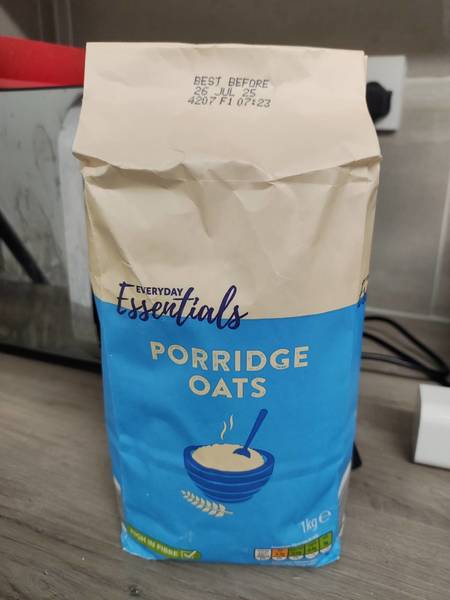 BEST BEFORE
26 JUL 25
4207 F1 07:23
EVERYDAY
Essentials
PORRIDGE
OATS
1kg e
HIGH IN FIBRE